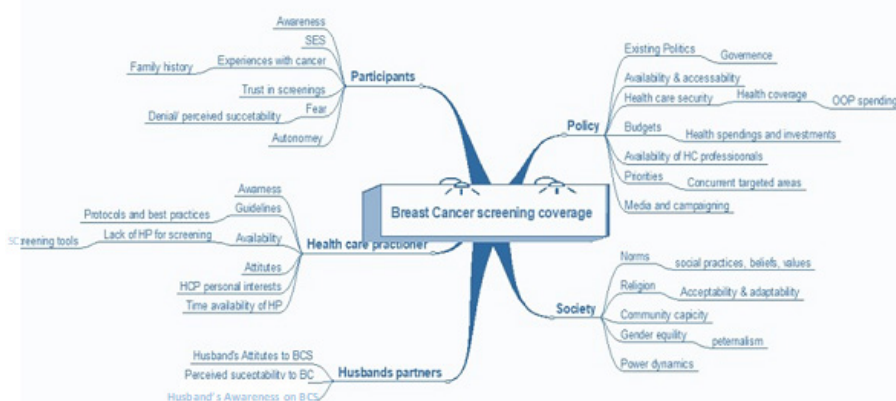 Awareness
SES
Family history
Experiences with cancer
Participants
Trust in screenings
Denial/ perceived succetability
Fear
Autonomey
Existing Politics
Governence
Availability & accessability
Health care security
Health coverage
OOP spending
Policy
Budgets
Health spendings and investments
Availability of HC professioonals
Priorities
Concurrent targeted areas
Media and campaigning
Breast Cancer screening coverage
Awarness
Protocols and best practices
Guidelines
screening tools
Lack of HP for screening
Availability
Health care practioner
Attitutes
HCP personal interests
Time availability of HP
Norms
social practices, beliefs, values
Religion
Acceptability & adaptability
Society
Community capicity
Gender equility
peternalism
Power dynamics
Husband's Attitutes to BCS
Perceived suceptability to BC
Husbands partners
Husband's Awareness on BCS